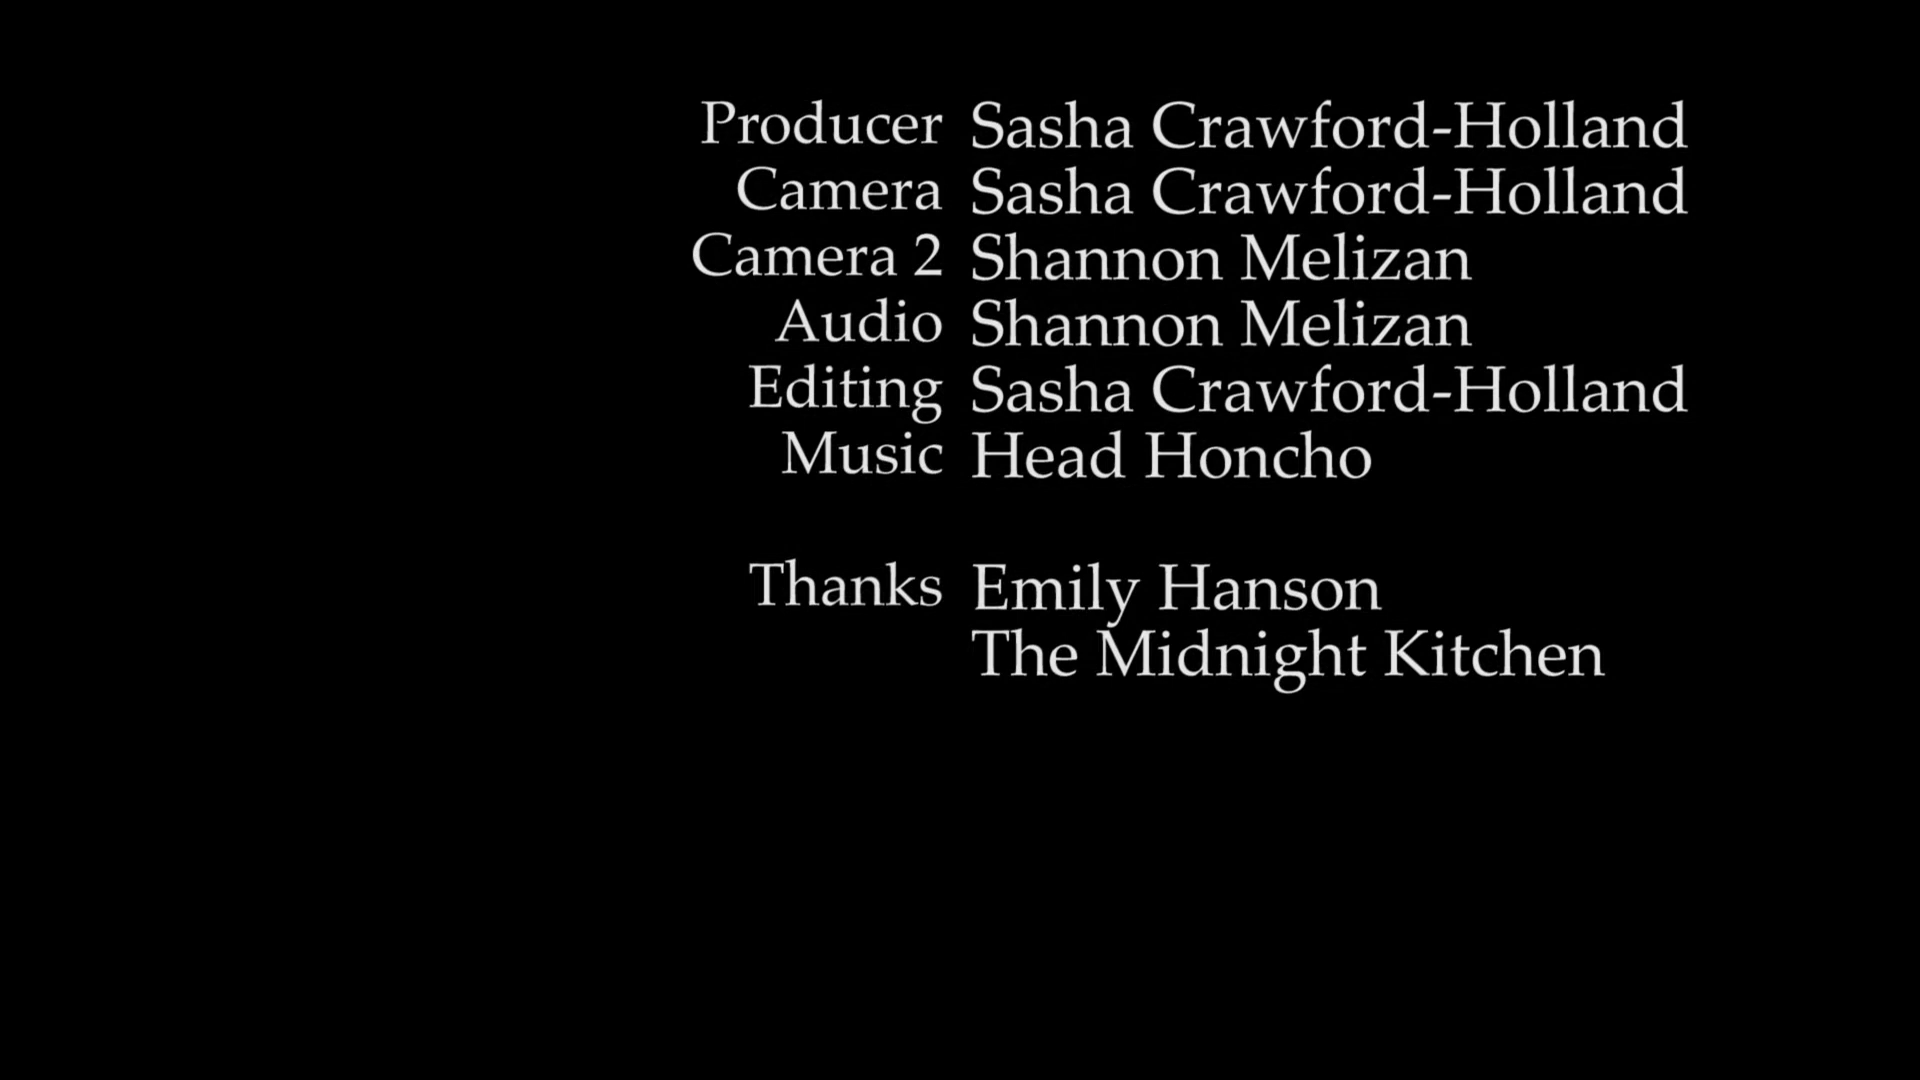 Producer Sasha Crawford-Holland
Camera Sasha Crawford-Holland
Camera 2 Shannon Melizan
Audio Shannon Melizan
Editing Sasha Crawford-Holland
Music Head Honcho
Thanks Emily Hanson
The Midnight Kitchen